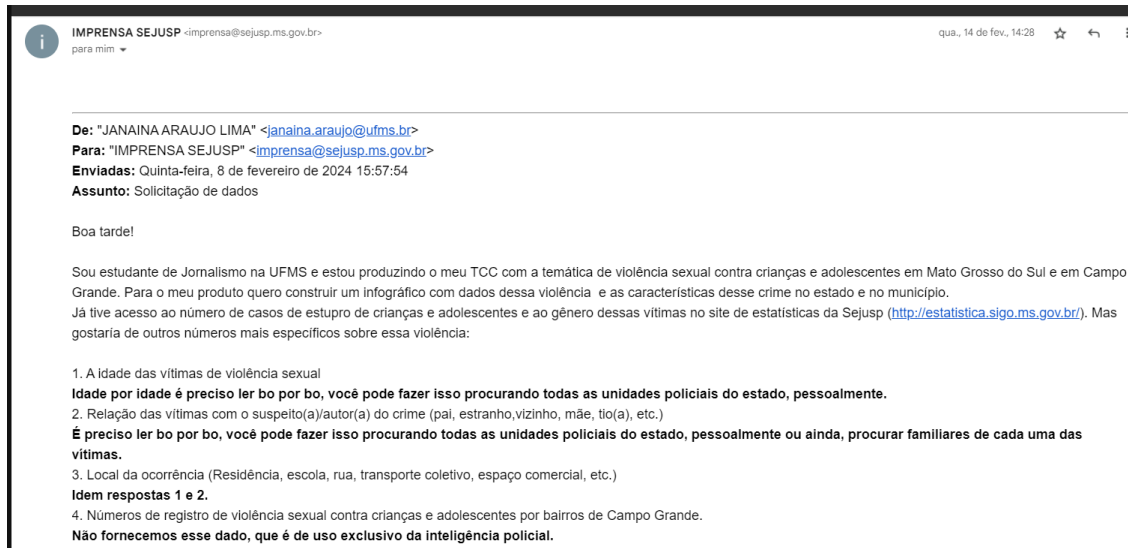 i
IMPRENSA SEJUSP <imprensa@sejusp.ms.gov.br>
qua., 14 de fev., 14:28
para mim
De: "JANAINA ARAUJO LIMA" <janaina.araujo@ufms.br>
Para: "IMPRENSA SEJUSP" <imprensa@sejusp.ms.gov.br>
Enviadas: Quinta-feira, 8 de fevereiro de 2024 15:57:54
Assunto: Solicitação de dados
Boa tarde!
Sou estudante de Jornalismo na UFMS e estou produzindo o meu TCC com a temática de violência sexual contra crianças e adolescentes em Mato Grosso do Sul e em Campo
Grande. Para o meu produto quero construir um infográfico com dados dessa violência e as características desse crime no estado e no município.
Já tive acesso ao número de casos de estupro de crianças e adolescentes e ao gênero dessas vítimas no site de estatísticas da Sejusp (http://estatistica.sigo.ms.gov.br/). Mas
gostaria de outros números mais específicos sobre essa violência:
1. A idade das vítimas de violência sexual
Idade por idade é preciso ler bo por bo, você pode fazer isso procurando todas as unidades policiais do estado, pessoalmente.
2. Relação das vítimas com o suspeito(a)/autor(a) do crime (pai, estranho,vizinho, mãe, tio(a), etc.)
É preciso ler bo por bo, você pode fazer isso procurando todas as unidades policiais do estado, pessoalmente ou ainda, procurar familiares de cada uma das
vítimas.
3. Local da ocorrência (Residência, escola, rua, transporte coletivo, espaço comercial, etc.)
Idem respostas 1 e 2.
4. Números de registro de violência sexual contra crianças e adolescentes por bairros de Campo Grande.
Não fornecemos esse dado, que é de uso exclusivo da inteligência policial.